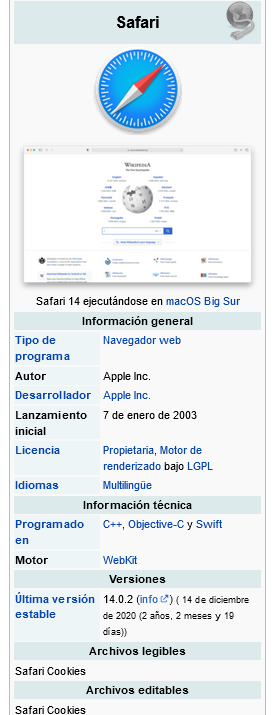 Safari
WIKIPEDIA
Safari 14 ejecutándose en macOS Big Sur
Información general
Tipo de programa
Navegador web
Autor
Apple Inc.
Desarrollador
Apple Inc.
Lanzamiento inicial
7 de enero de 2003
Licencia
Propietaria, Motor de
renderizado bajo LGPL
Idiomas
Multilingüe
Información técnica
Programado en
C++, Objective-C y Swift
Motor
WebKit
Versiones
Última versión estable
14.0.2 (info) ( 14 de diciembre
de 2020 (2 años, 2 meses y 19
días))
Archivos legibles
Safari Cookies
Archivos editables
Safari Cookies